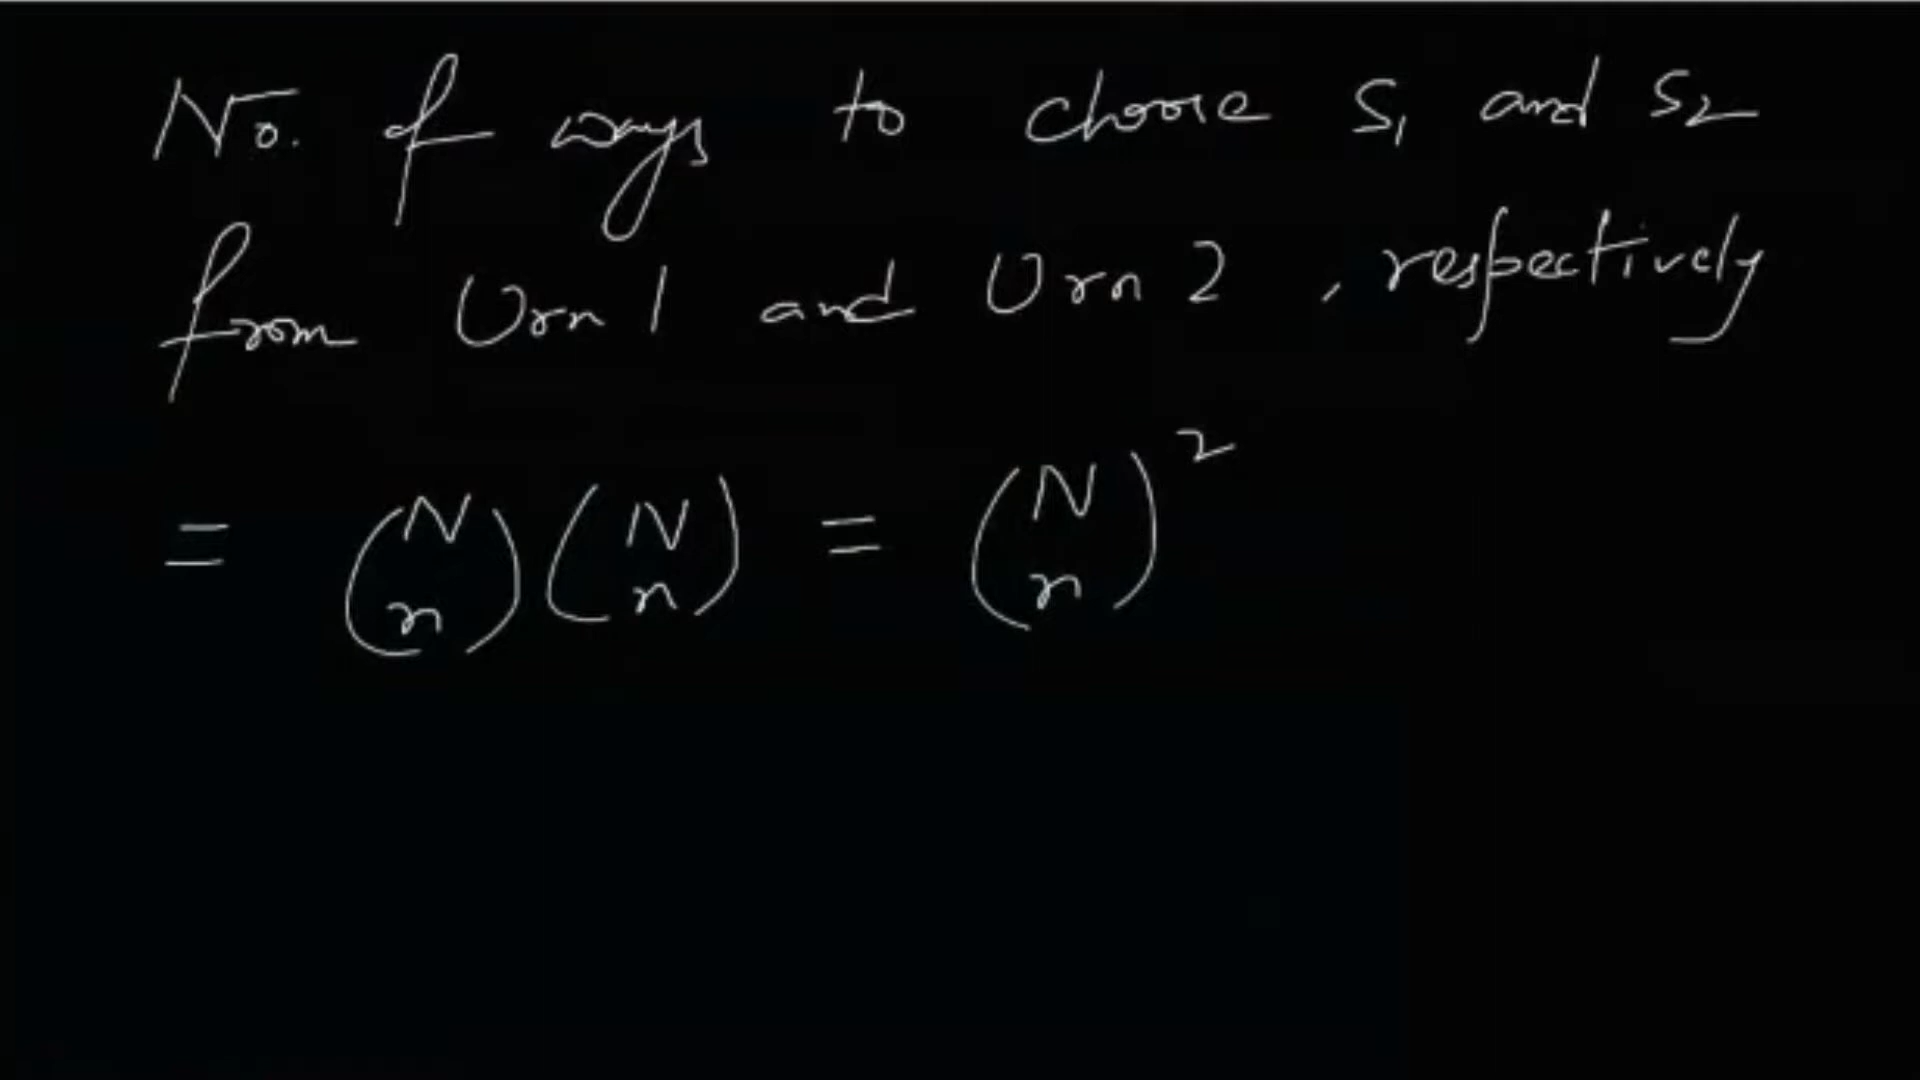 No. of ways to choose S₁ and S₂
from Urn 1 and Urn 2, respectively
= (N n)(N n) = (N n)²